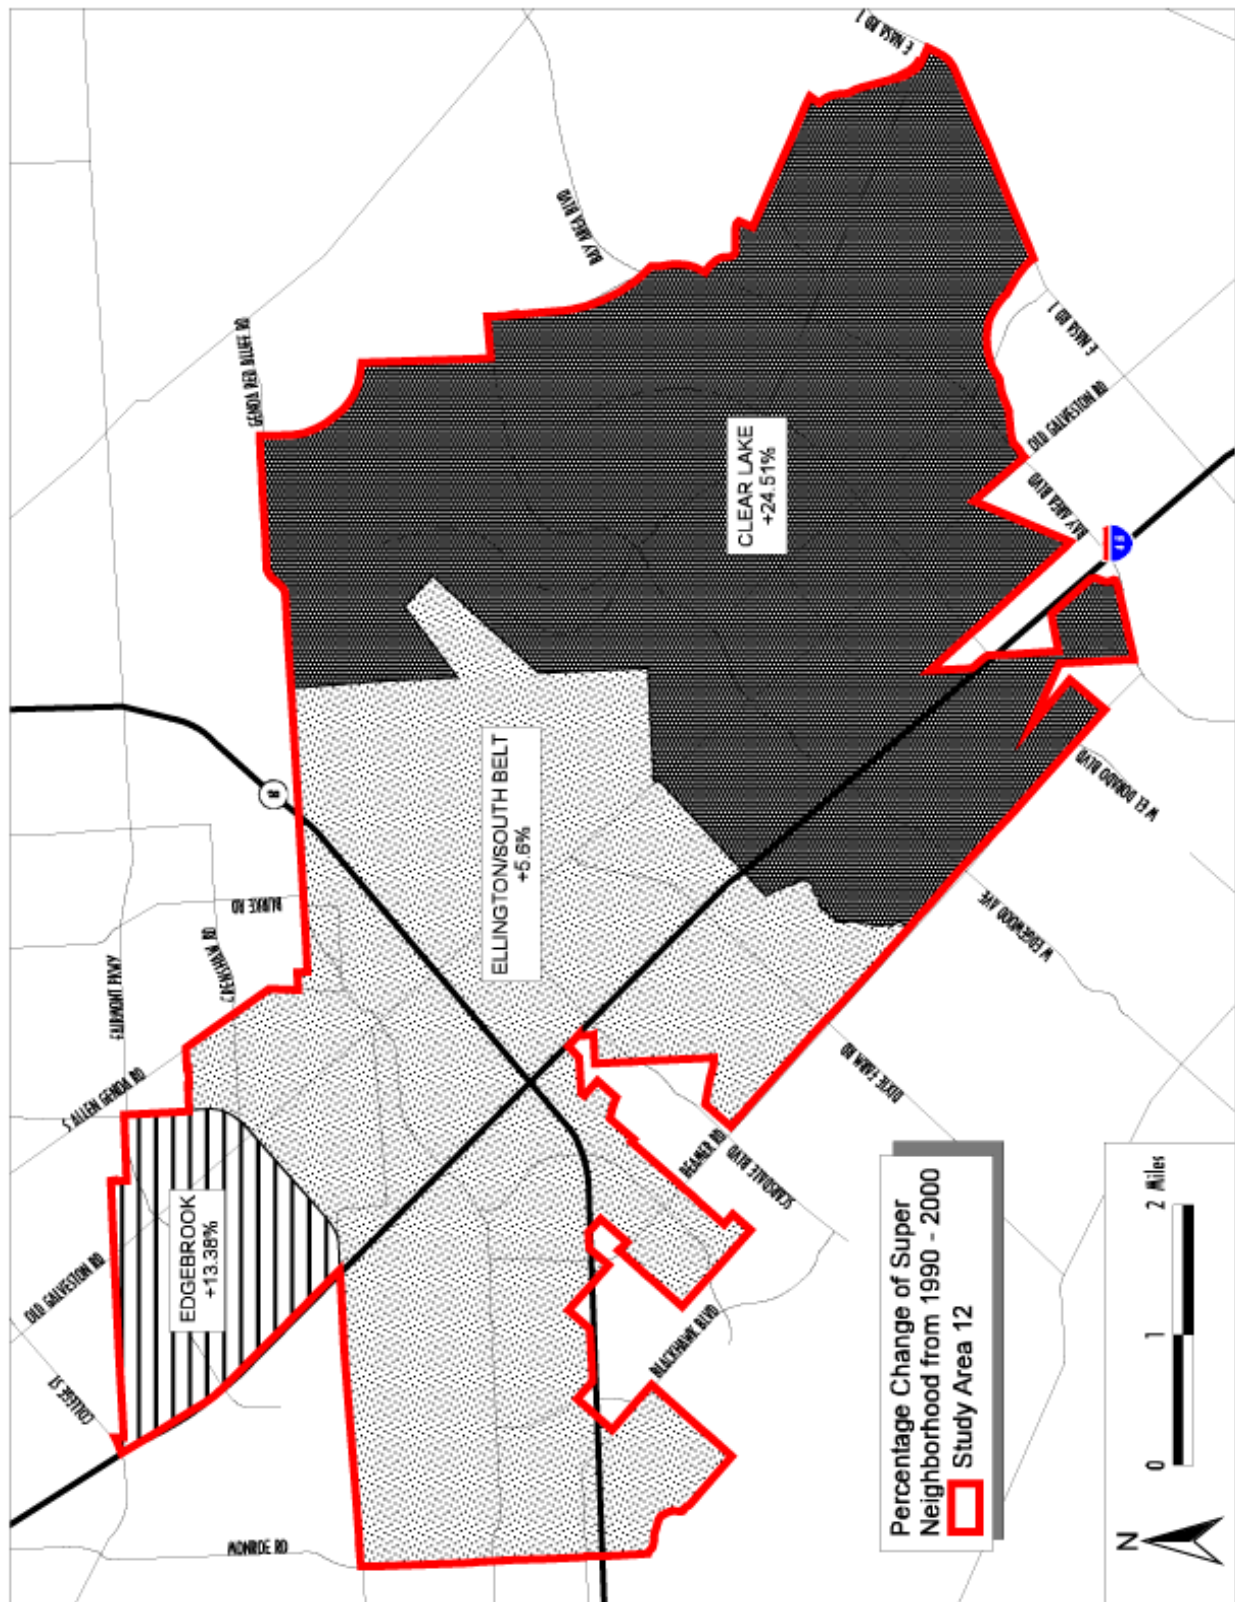 COLLEGE ST
OLD GALVESTON RD
S ALLEN GENOA RD
FAIRMONT PKWY
CRENSHAW RD
BURKE RD
8
GENOA RED BLUFF RD
BAY AREA BLVD
E NASA RD 1
MONROE RD
EDGEBROOK
+13.38%
ELLINGTON/SOUTH BELT
+5.6%
CLEAR LAKE
+24.51%
BLACKHAWK BLVD
BEAMER RD
SCARSDALE BLVD
DIXIE FARM RD
W EDGEWOOD AVE
W EL DORADO BLVD
45
BAY AREA BLVD
OLD GALVESTON RD
E NASA RD 1
Percentage Change of Super
Neighborhood from 1990 - 2000
Study Area 12
N
0 1 2 Miles